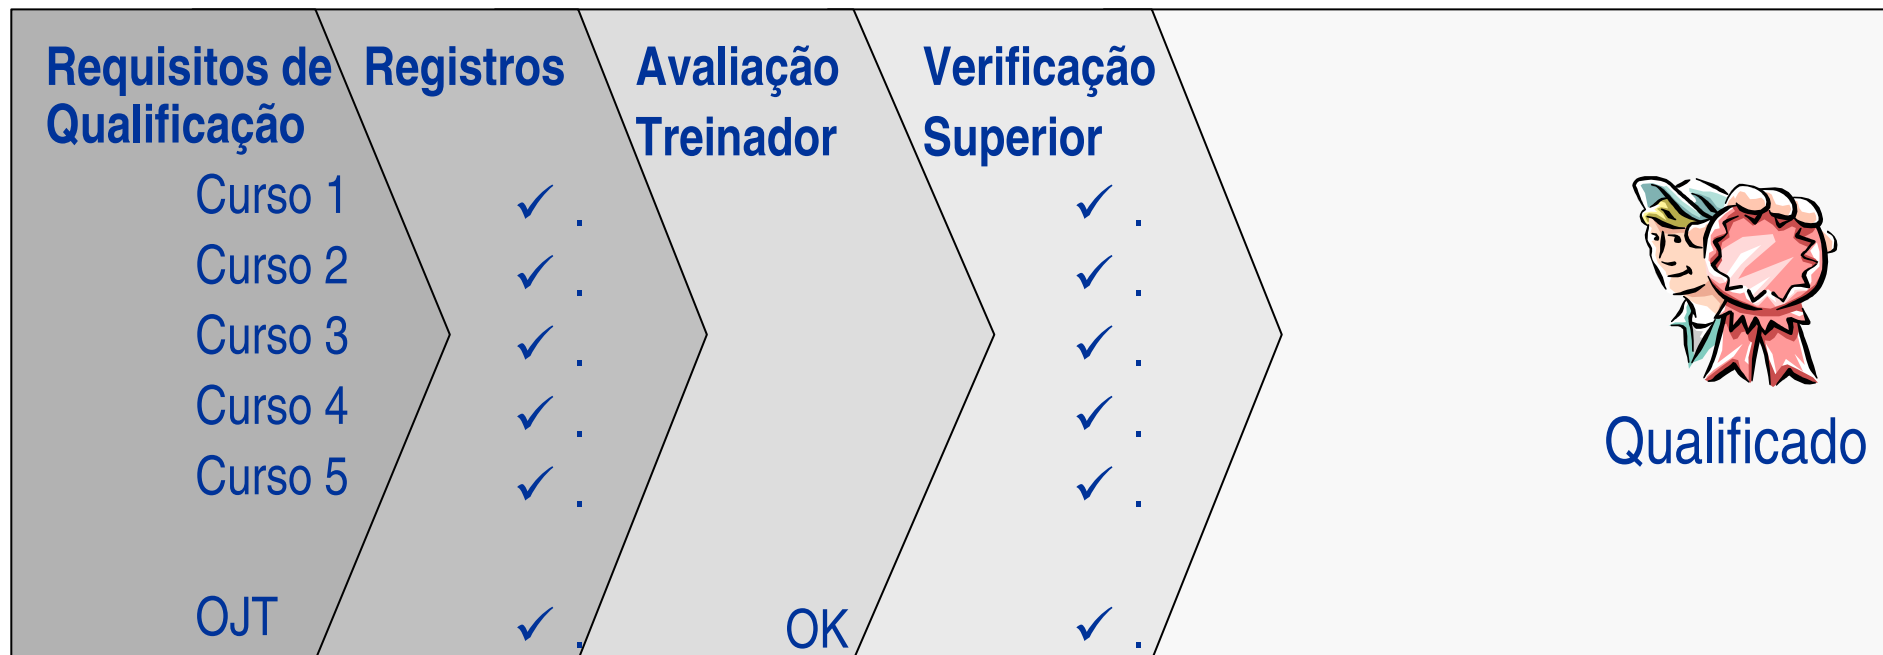 Requisitos de Qualificação
Registros
Avaliação
Treinador
Verificação
Superior
Curso 1 ✓ . ✓ .
Curso 2 ✓ . ✓ .
Curso 3 ✓ . ✓ .
Curso 4 ✓ . ✓ .
Curso 5 ✓ . ✓ .
OJT ✓ . OK ✓ .
Qualificado